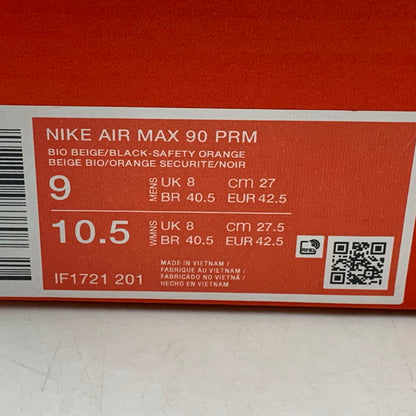 NIKE AIR MAX 90 PRM
BIO BEIGE/BLACK-SAFETY ORANGE
BEIGE BIO/ORANGE SECURITE/NOIR
9 MENS UK 8 cm 27
BR 40.5 EUR 42.5
10.5 WMNS UK 8 cm 27.5
BR 40.5 EUR 42.5
RFID
IF1721 201
MADE IN VIETNAM /
FABRIQUÉ AU VIETNAM /
FABRICADO NO VIETNÃ /
HECHO EN VIETNAM